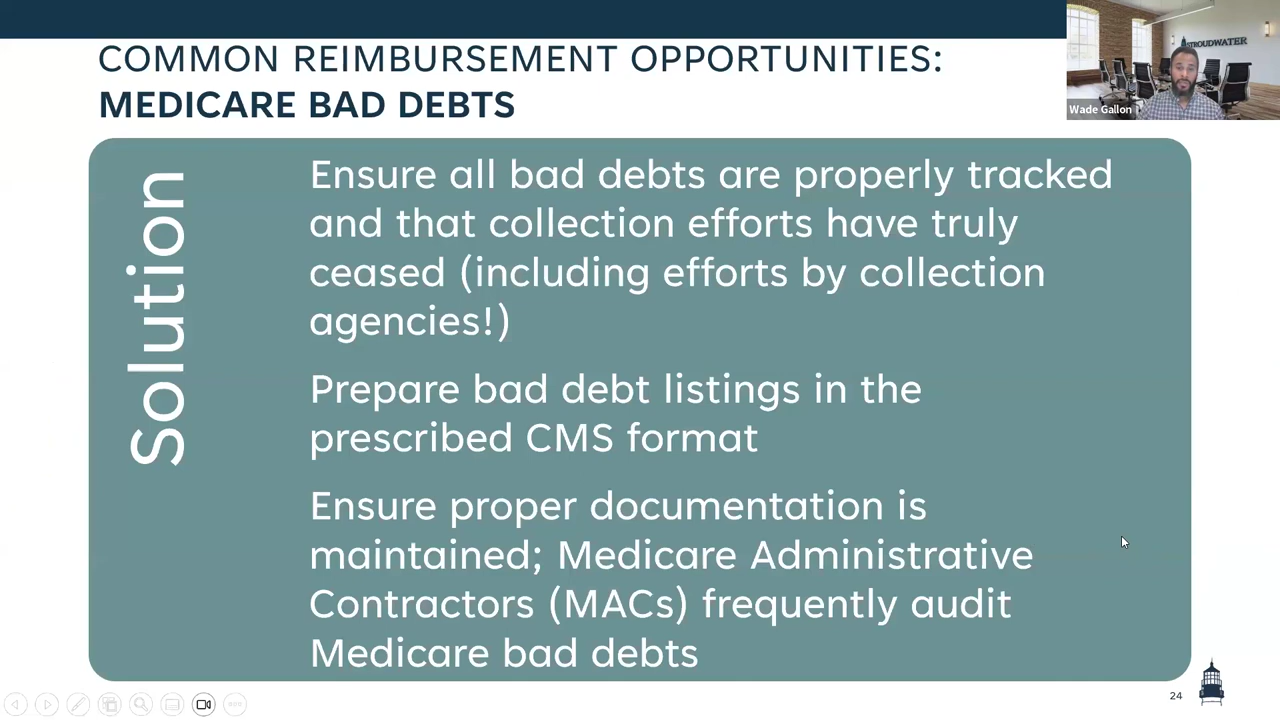 COMMON REIMBURSEMENT OPPORTUNITIES:
MEDICARE BAD DEBTS
STROUDWATER
Wade Gallon
Solution
Ensure all bad debts are properly tracked
and that collection efforts have truly
ceased (including efforts by collection
agencies!)
Prepare bad debt listings in the
prescribed CMS format
Ensure proper documentation is
maintained; Medicare Administrative
Contractors (MACs) frequently audit
Medicare bad debts
24